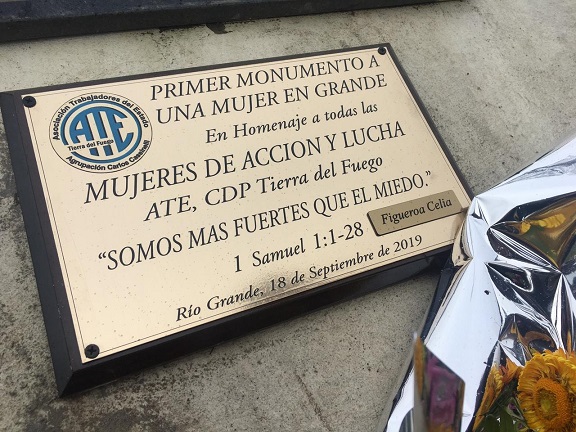 Asociación Trabajadores del Estado
ATE
Tierra del Fuego
Agrupación Carlos
PRIMER MONUMENTO A
UNA MUJER EN GRANDE
En Homenaje a todas las
MUJERES DE ACCION Y LUCHA
ATE, CDP Tierra del Fuego
“SOMOS MAS FUERTES QUE EL MIEDO.”
Figueroa Celia
1 Samuel 1:1-28
Río Grande, 18 de Septiembre de 2019